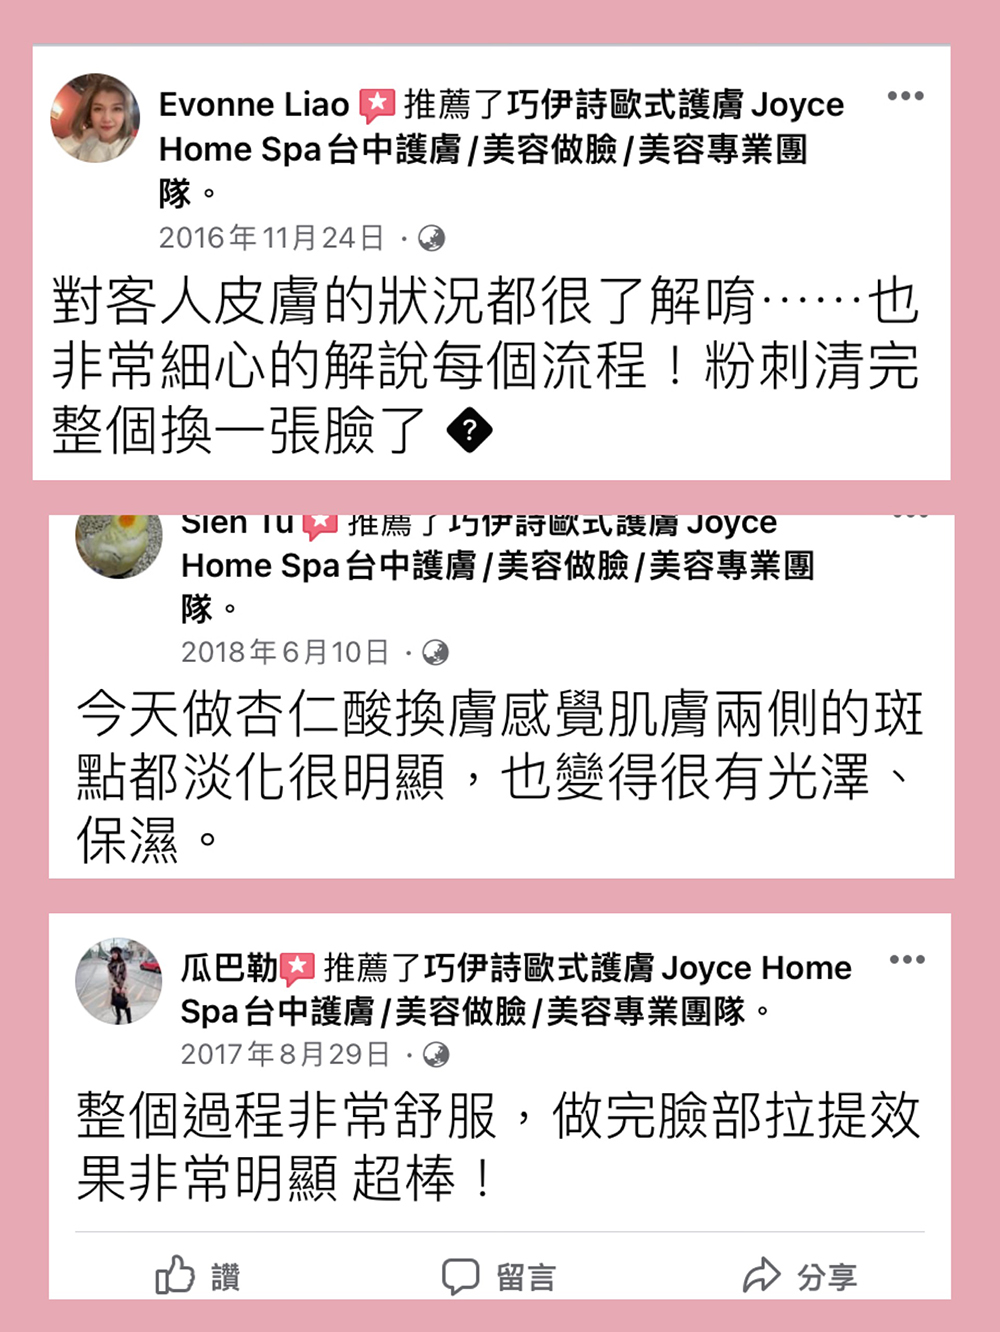 Evonne Liao 推薦了巧伊詩歐式護膚 Joyce
Home Spa台中護膚/美容做臉/美容專業團
隊。
2016年11月24日
對客人皮膚的狀況都很了解唷⋯⋯也
非常細心的解說每個流程！粉刺清完
整個換一張臉了
Sien Tu 推薦了巧伊詩歐式護膚 Joyce
Home Spa台中護膚/美容做臉/美容專業團
隊。
2018年6月10日
今天做杏仁酸換膚感覺肌膚兩側的斑
點都淡化很明顯，也變得很有光澤、
保濕。
瓜巴勒 推薦了巧伊詩歐式護膚 Joyce Home
Spa台中護膚/美容做臉/美容專業團隊。
2017年8月29日
整個過程非常舒服，做完臉部拉提效
果非常明顯 超棒！
讚 留言 分享